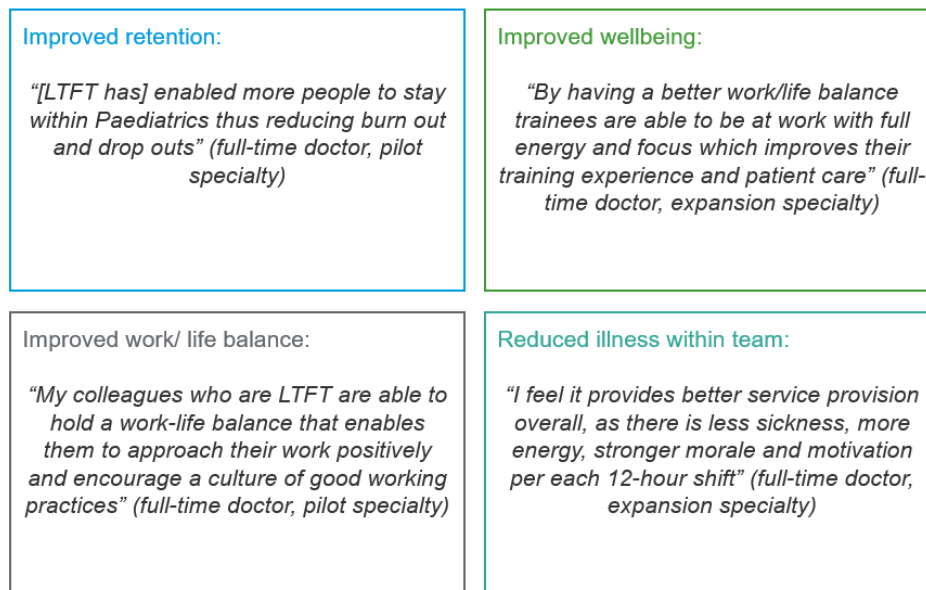 Improved retention:
“[LTFT has] enabled more people to stay
within Paediatrics thus reducing burn out
and drop outs” (full-time doctor, pilot
specialty)
Improved wellbeing:
“By having a better work/life balance
trainees are able to be at work with full
energy and focus which improves their
training experience and patient care” (full-
time doctor, expansion specialty)
Improved work/ life balance:
“My colleagues who are LTFT are able to
hold a work-life balance that enables
them to approach their work positively
and encourage a culture of good working
practices” (full-time doctor, pilot specialty)
Reduced illness within team:
“I feel it provides better service provision
overall, as there is less sickness, more
energy, stronger morale and motivation
per each 12-hour shift” (full-time doctor,
expansion specialty)